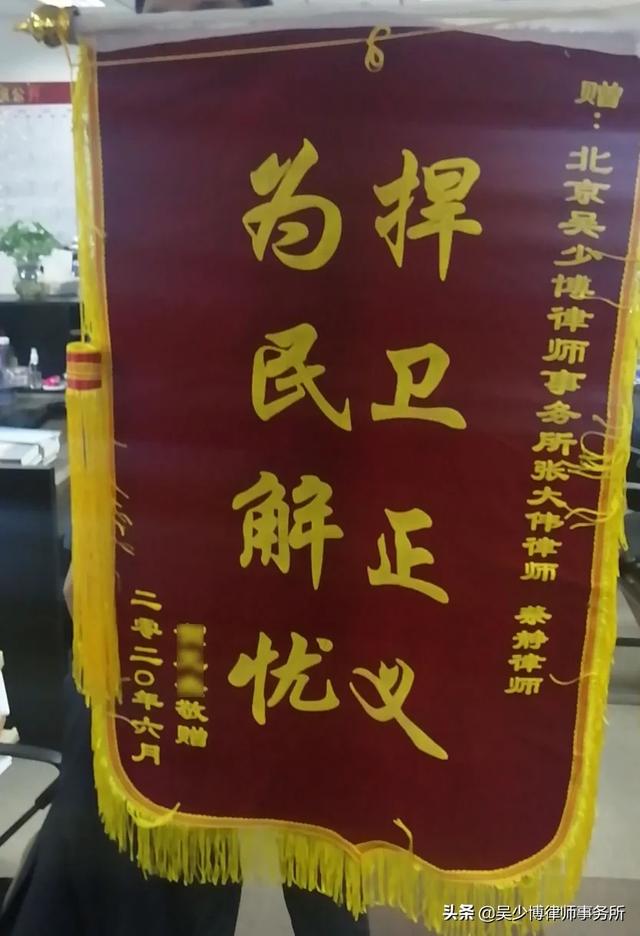 赠：北京吴少博律师事务所张大伟律师 蔡静律师
捍卫正义
为民解忧
敬赠
二零二〇年六月
头条 @吴少博律师事务所